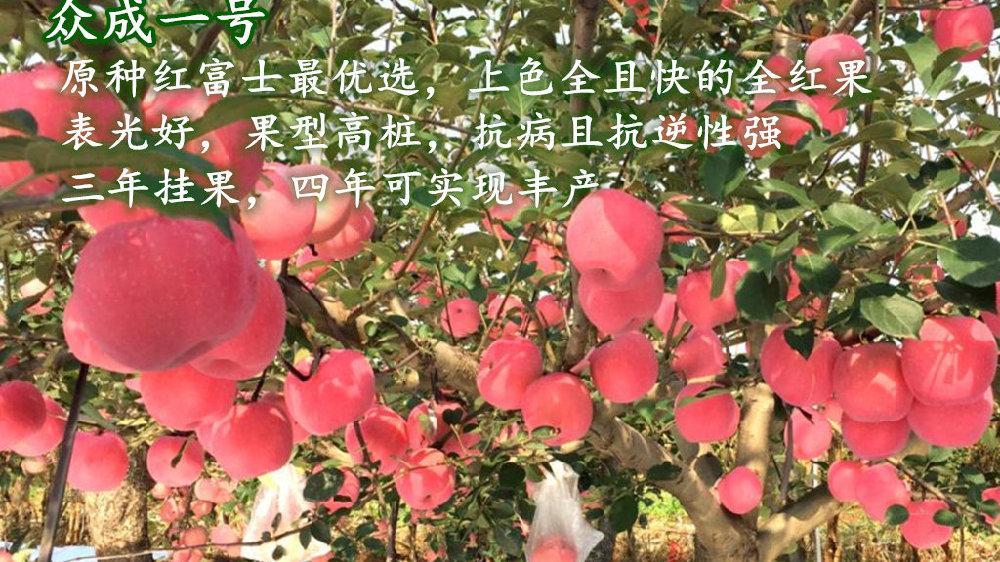 众成一号
原种红富士最优选，上色全且快的全红果
表光好，果型高桩，抗病且抗逆性强
三年挂果，四年可实现丰产